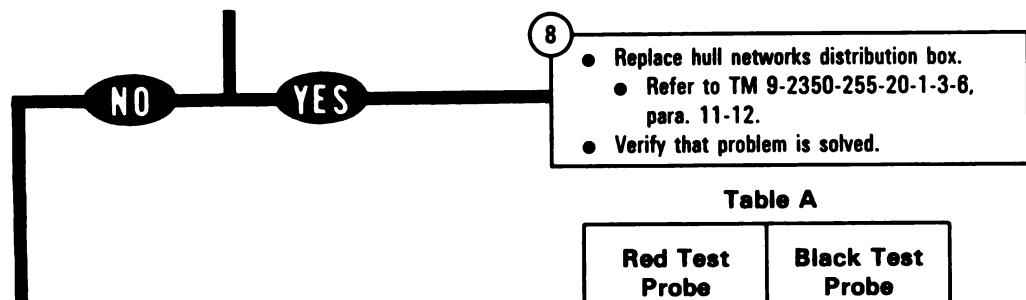 8
● Replace hull networks distribution box.
● Refer to TM 9-2350-255-20-1-3-6,
para. 11-12.
● Verify that problem is solved.
NO YES
Table A
Red Test Probe
Black Test Probe